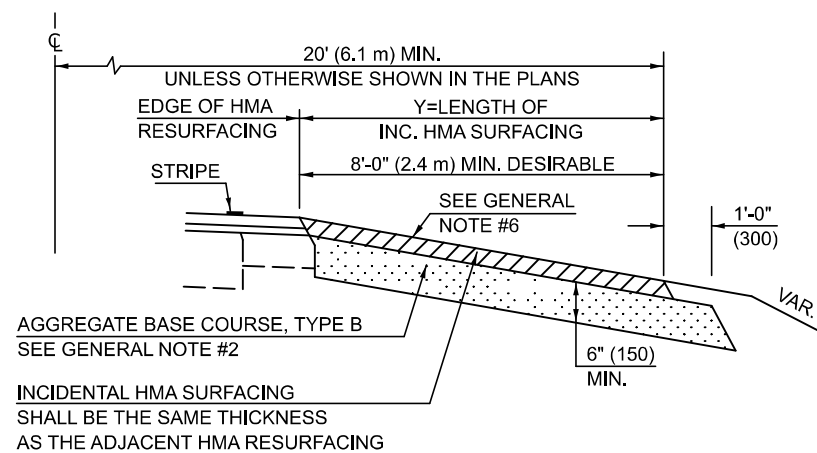 ℄
20' (6.1 m) MIN.
UNLESS OTHERWISE SHOWN IN THE PLANS
EDGE OF HMA
RESURFACING
Y=LENGTH OF
INC. HMA SURFACING
8'-0" (2.4 m) MIN. DESIRABLE
STRIPE
SEE GENERAL
NOTE #6
1'-0"
(300)
VAR.
AGGREGATE BASE COURSE, TYPE B
SEE GENERAL NOTE #2
6" (150)
MIN.
INCIDENTAL HMA SURFACING
SHALL BE THE SAME THICKNESS
AS THE ADJACENT HMA RESURFACING